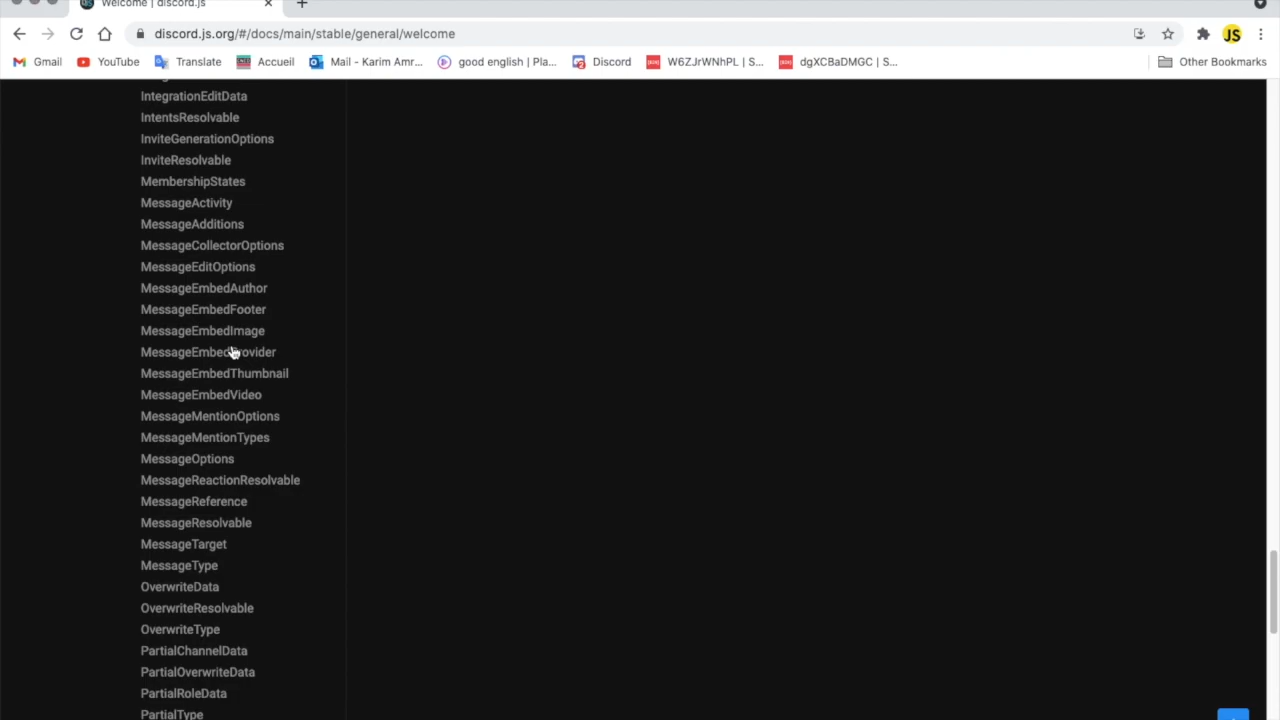 Welcome | discord.js
discord.js.org/#/docs/main/stable/general/welcome
JS
Gmail YouTube Translate Accueil Mail - Karim Amr... good english | Pla... Discord W6ZJrWNhPL | S... dgXCBaDMGC | S... Other Bookmarks
IntegrationEditData
IntentsResolvable
InviteGenerationOptions
InviteResolvable
MembershipStates
MessageActivity
MessageAdditions
MessageCollectorOptions
MessageEditOptions
MessageEmbedAuthor
MessageEmbedFooter
MessageEmbedImage
MessageEmbedProvider
MessageEmbedThumbnail
MessageEmbedVideo
MessageMentionOptions
MessageMentionTypes
MessageOptions
MessageReactionResolvable
MessageReference
MessageResolvable
MessageTarget
MessageType
OverwriteData
OverwriteResolvable
OverwriteType
PartialChannelData
PartialOverwriteData
PartialRoleData
PartialType